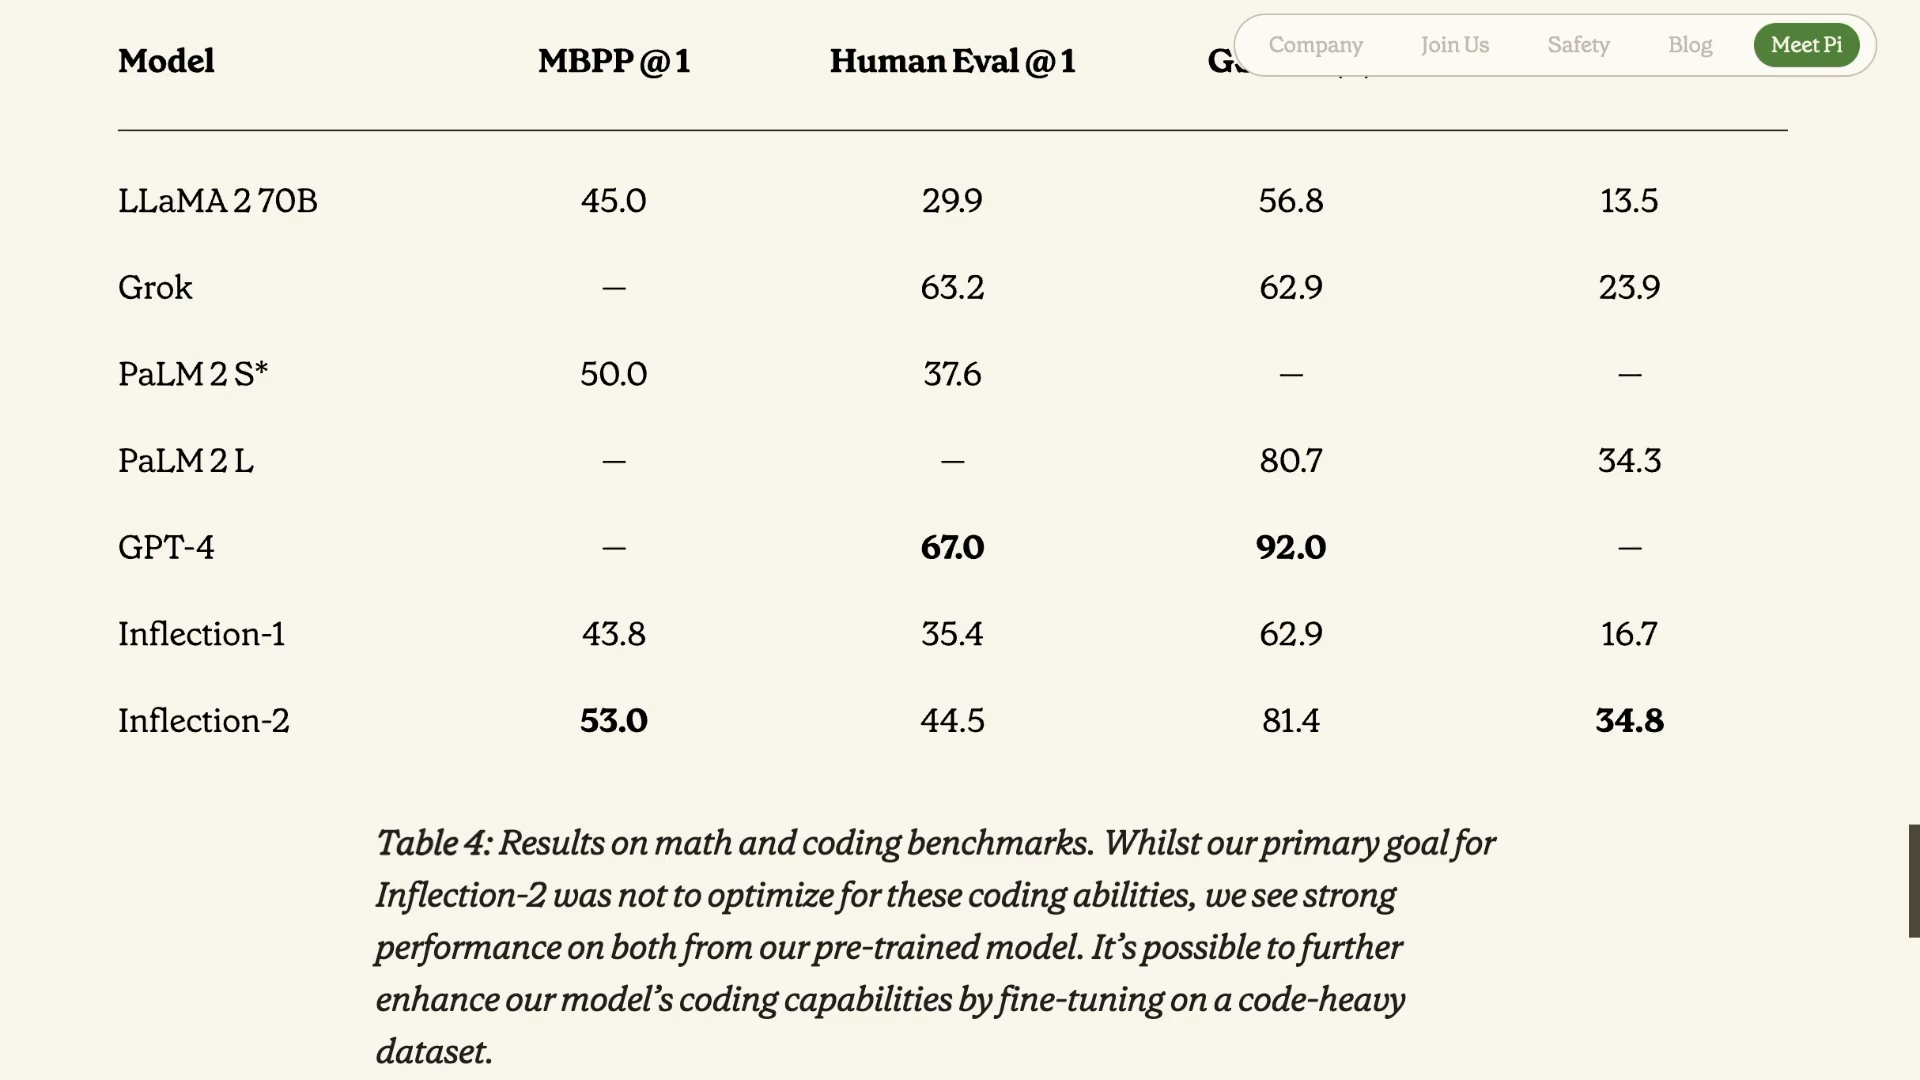 Company Join Us Safety Blog Meet Pi
Model MBPP @ 1 Human Eval @ 1
LLaMA 2 70B 45.0 29.9 56.8 13.5
Grok — 63.2 62.9 23.9
PaLM 2 S* 50.0 37.6 — —
PaLM 2 L — — 80.7 34.3
GPT-4 — 67.0 92.0 —
Inflection-1 43.8 35.4 62.9 16.7
Inflection-2 53.0 44.5 81.4 34.8
Table 4: Results on math and coding benchmarks. Whilst our primary goal for
Inflection-2 was not to optimize for these coding abilities, we see strong
performance on both from our pre-trained model. It’s possible to further
enhance our model’s coding capabilities by fine-tuning on a code-heavy
dataset.